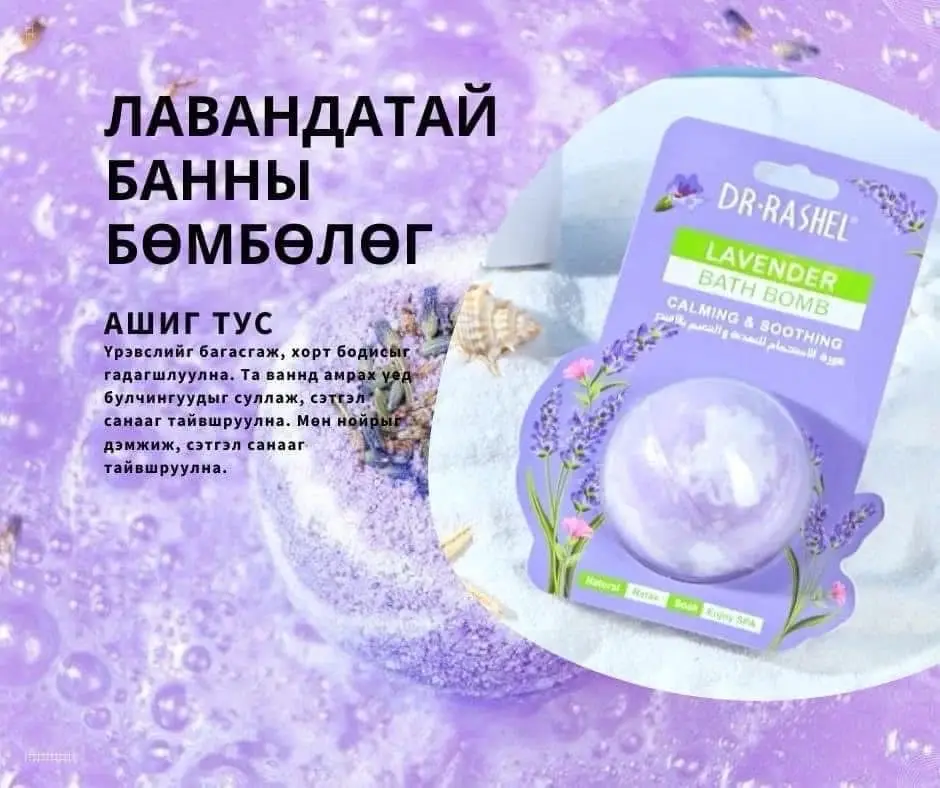 ЛАВАНДАТАЙ
БАННЫ
БӨМБӨЛӨГ
АШИГ ТУС
Үрэвслийг багасгаж, хорт бодисыг
гадагшлуулна. Та ваннд амрах үед
булчингуудыг суллаж, сэтгэл
санааг тайвшруулна. Мөн нойрыг
дэмжиж, сэтгэл санааг
тайвшруулна.
DR·RASHEL
LAVENDER
BATH BOMB
CALMING & SOOTHING
Natural Relax Soak Enjoy SPA